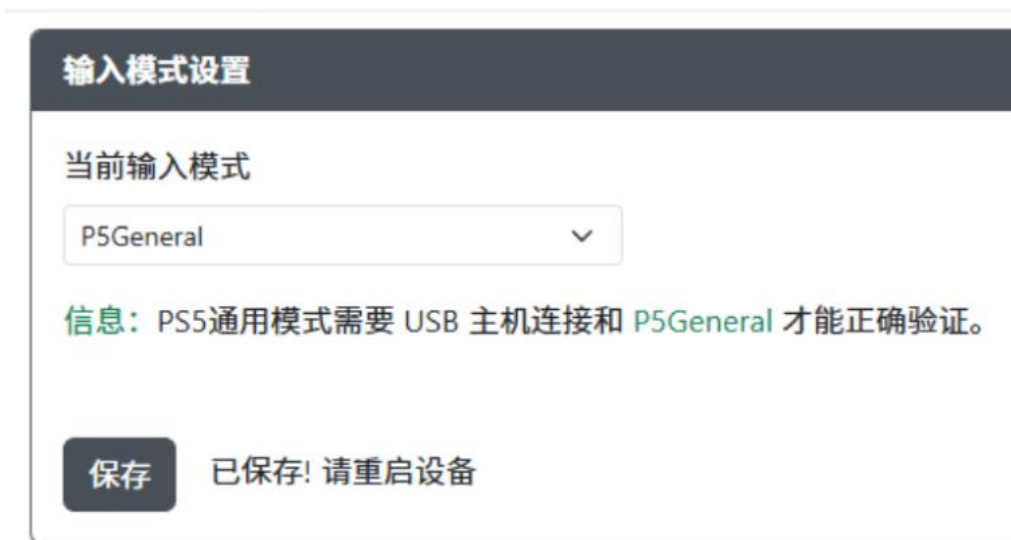 输入模式设置
当前输入模式
P5General
信息：PS5通用模式需要 USB 主机连接和 P5General 才能正确验证。
保存 已保存! 请重启设备